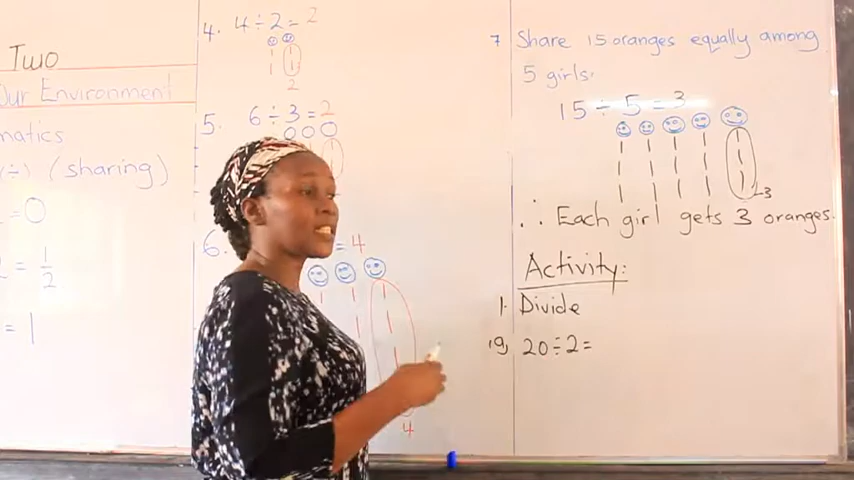 Two
Our Environment
matics
(÷) (sharing)
= 0
= 1/2
= 1
4. 4÷2=2
2
5. 6÷3=2
6.
=4
4
7 Share 15 oranges equally among
5 girls.
15 ÷ 5 = 3
3
∴ Each girl gets 3 oranges.
Activity:
1. Divide
20÷2=